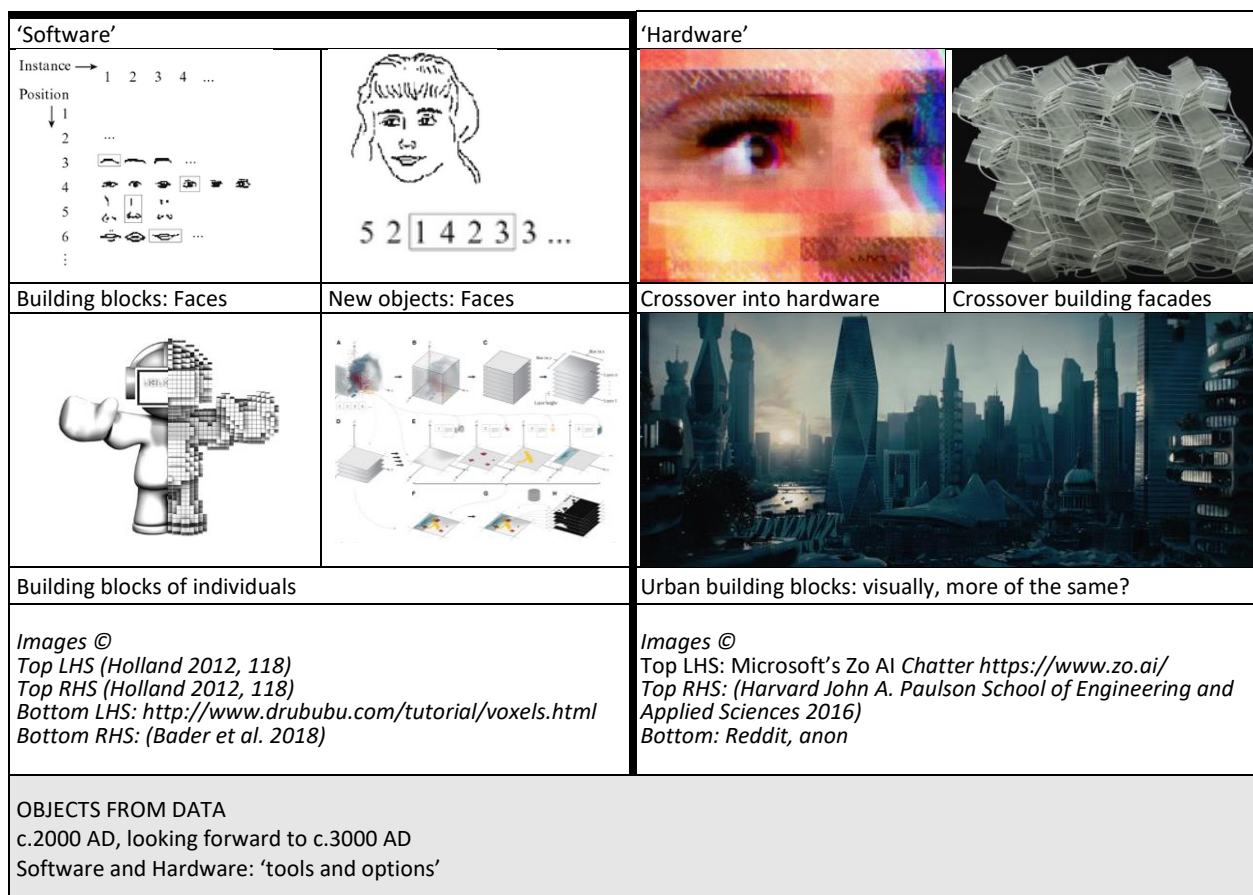 ‘Software’
‘Hardware’
Instance
1 2 3 4 ...
Position
1
2 ...
3 ...
4
5
6 ...
5 2 1 4 2 3 3 ...
Building blocks: Faces
New objects: Faces
Crossover into hardware
Crossover building facades
A B C
D E
F G H
Building blocks of individuals
Urban building blocks: visually, more of the same?
Images ©
Top LHS (Holland 2012, 118)
Top RHS (Holland 2012, 118)
Bottom LHS: http://www.drububu.com/tutorial/voxels.html
Bottom RHS: (Bader et al. 2018)
Images ©
Top LHS: Microsoft’s Zo AI Chatter https://www.zo.ai/
Top RHS: (Harvard John A. Paulson School of Engineering and
Applied Sciences 2016)
Bottom: Reddit, anon
OBJECTS FROM DATA
c.2000 AD, looking forward to c.3000 AD
Software and Hardware: ‘tools and options’